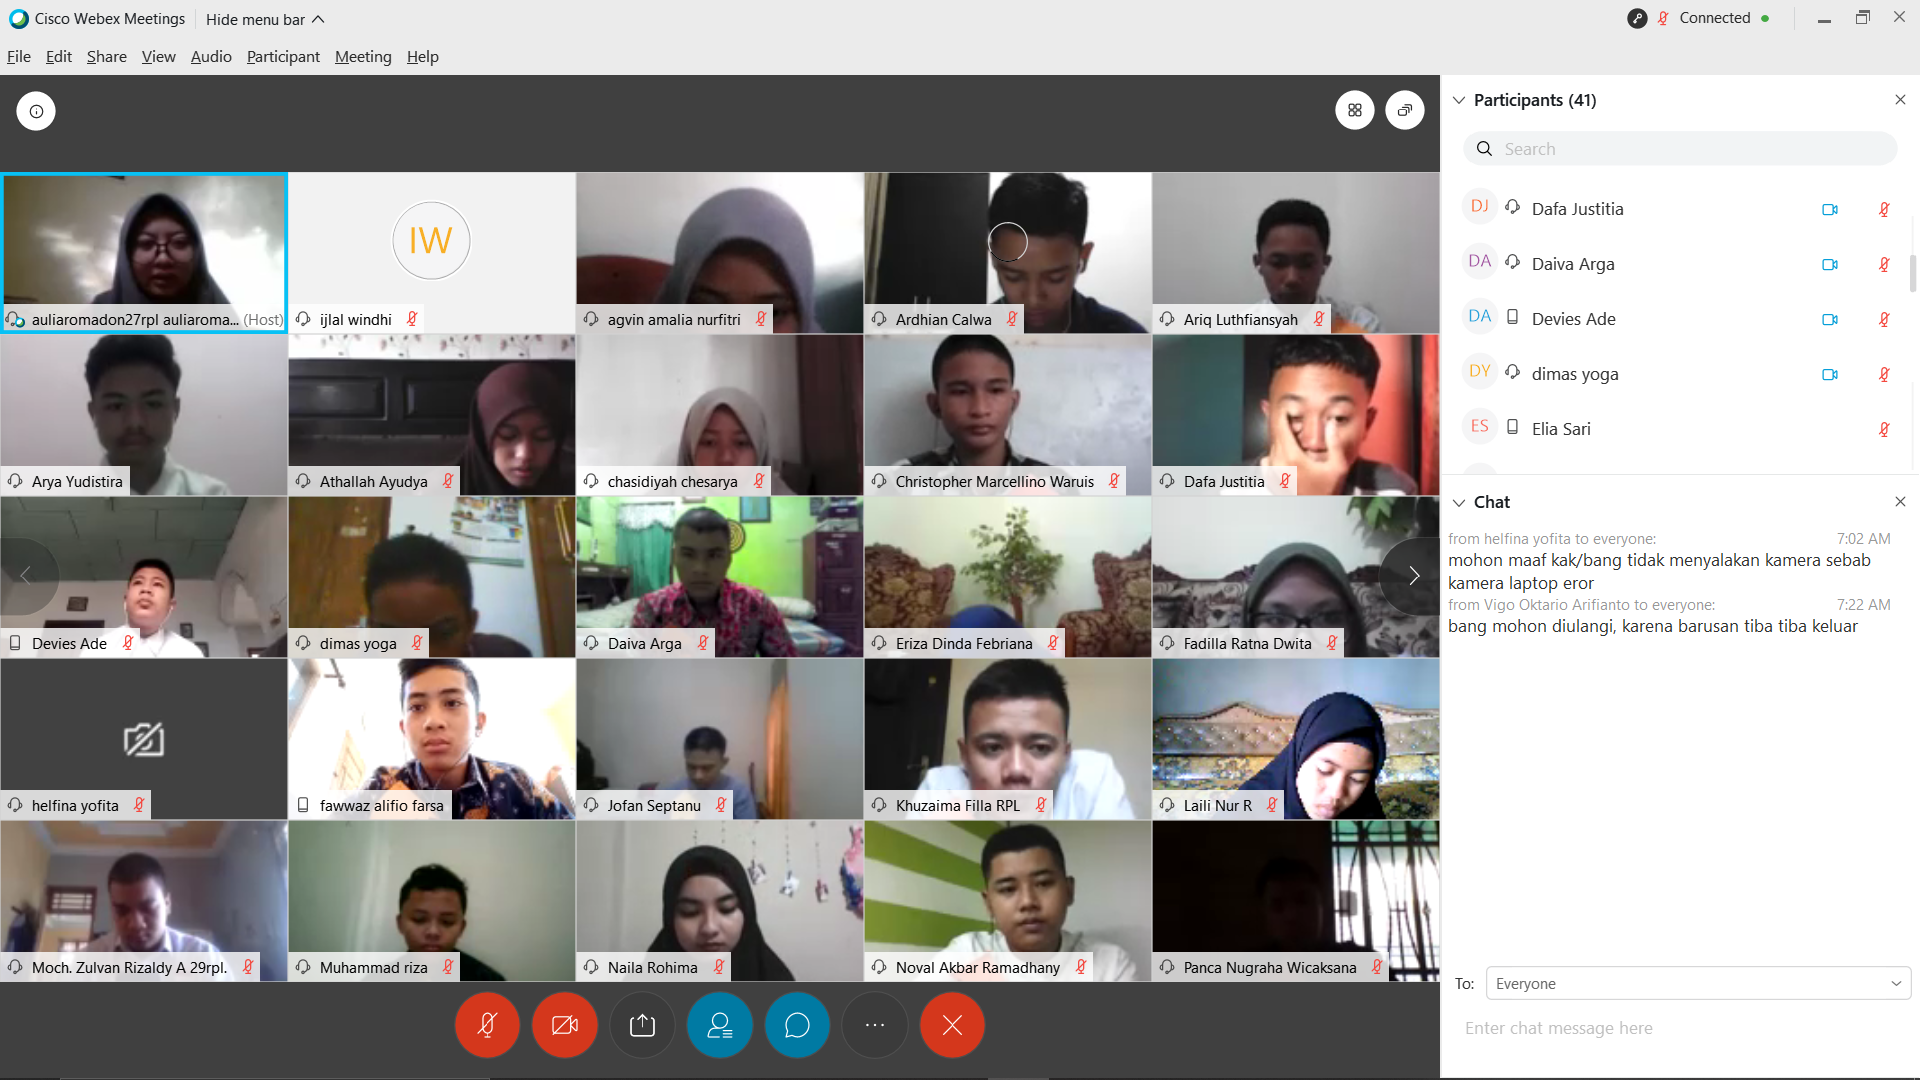 Cisco Webex Meetings
Hide menu bar
Connected
File Edit Share View Audio Participant Meeting Help
IW
auliaromadon27rpl auliaroma... (Host)
ijlal windhi
agvin amalia nurfitri
Ardhian Calwa
Ariq Luthfiansyah
Arya Yudistira
Athallah Ayudya
chasidiyah chesarya
Christopher Marcellino Waruis
Dafa Justitia
Devies Ade
dimas yoga
Daiva Arga
Eriza Dinda Febriana
Fadilla Ratna Dwita
helfina yofita
fawwaz alifio farsa
Jofan Septanu
Khuzaima Filla RPL
Laili Nur R
Moch. Zulvan Rizaldy A 29rpl.
Muhammad riza
Naila Rohima
Noval Akbar Ramadhany
Panca Nugraha Wicaksana
Participants (41)
Search
DJ Dafa Justitia
DA Daiva Arga
DA Devies Ade
DY dimas yoga
ES Elia Sari
Chat
from helfina yofita to everyone: 7:02 AM
mohon maaf kak/bang tidak menyalakan kamera sebab
kamera laptop eror
from Vigo Oktario Arifianto to everyone: 7:22 AM
bang mohon diulangi, karena barusan tiba tiba keluar
To: Everyone
Enter chat message here